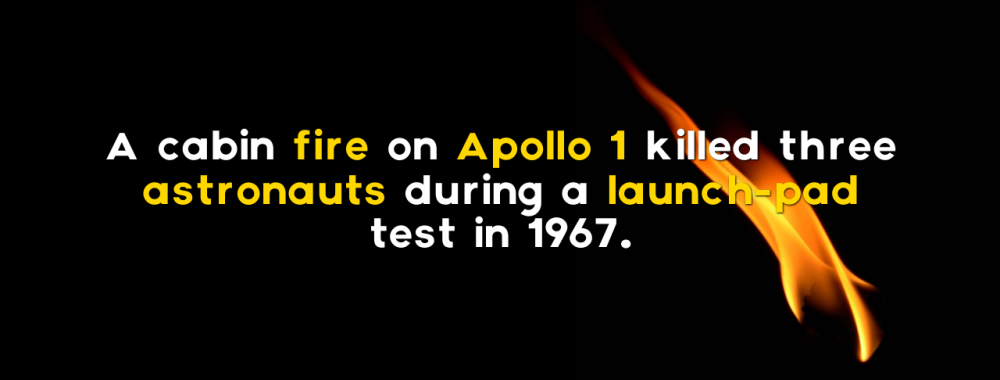 A cabin fire on Apollo 1 killed three
astronauts during a launch-pad
test in 1967.